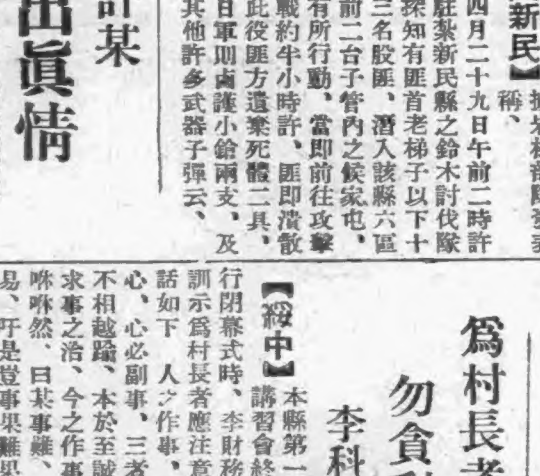 新民】
稱、
四月二十九日午前二時許
駐紮新民縣之鈴木討伐隊
探知有匪首老梯子以下十
三名股匪、潛入該縣六區
前二台子管內之候家屯、
有所行動、當即前往攻擊
戰約半小時許、匪即潰散
此役匪方遺棄死體二具、
日軍則鹵護小鎗兩支、及
其他許多武器子彈云、
許某
出眞情
爲村長者
勿貪
李科
【綏中】
本縣第一
講習會終
行閉幕式時、李財務
訓示爲村長者應注意
話如下 人之作事、
心、心必副事、三者
不相越踰、本於至誠
求事之治、今之作事
咻咻然、曰某事難、
易、吁是豈事果難果